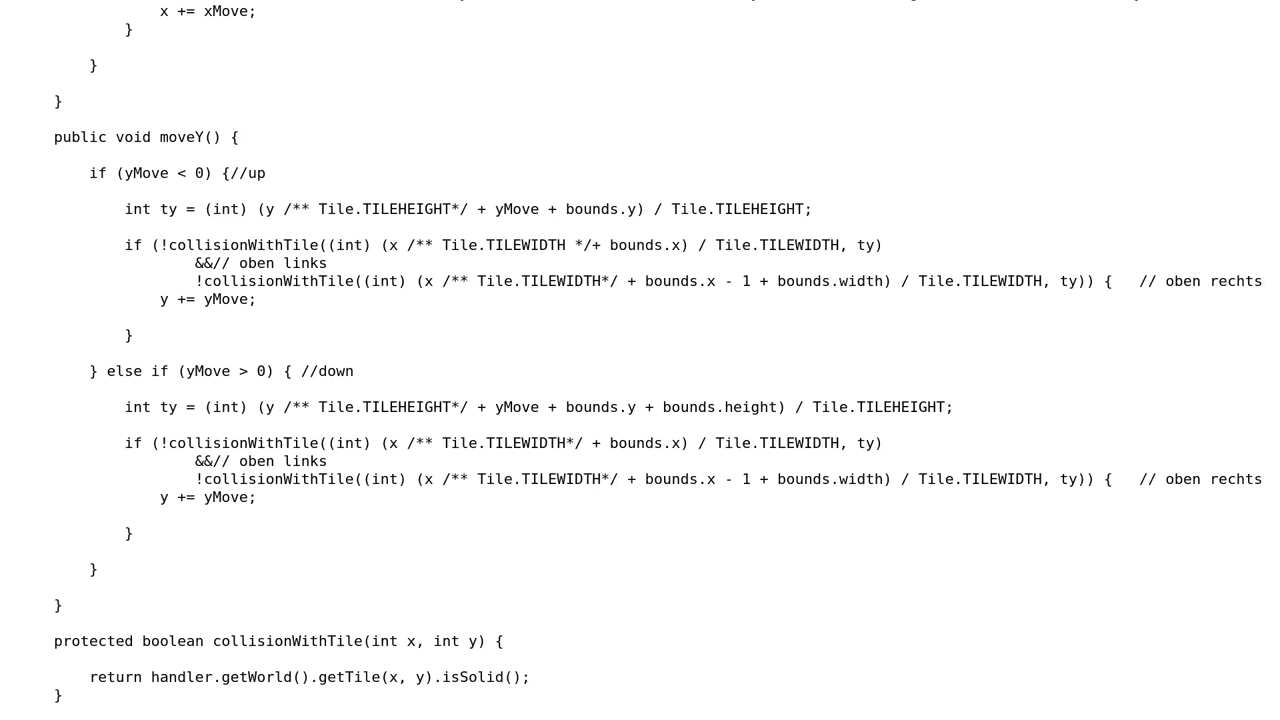 x += xMove;
        }

    }

}

public void moveY() {

    if (yMove < 0) {//up

        int ty = (int) (y /** Tile.TILEHEIGHT*/ + yMove + bounds.y) / Tile.TILEHEIGHT;

        if (!collisionWithTile((int) (x /** Tile.TILEWIDTH */+ bounds.x) / Tile.TILEWIDTH, ty)
                &&// oben links
                !collisionWithTile((int) (x /** Tile.TILEWIDTH*/ + bounds.x - 1 + bounds.width) / Tile.TILEWIDTH, ty)) {   // oben rechts
            y += yMove;

        }

    } else if (yMove > 0) { //down

        int ty = (int) (y /** Tile.TILEHEIGHT*/ + yMove + bounds.y + bounds.height) / Tile.TILEHEIGHT;

        if (!collisionWithTile((int) (x /** Tile.TILEWIDTH*/ + bounds.x) / Tile.TILEWIDTH, ty)
                &&// oben links
                !collisionWithTile((int) (x /** Tile.TILEWIDTH*/ + bounds.x - 1 + bounds.width) / Tile.TILEWIDTH, ty)) {   // oben rechts
            y += yMove;

        }

    }

}

protected boolean collisionWithTile(int x, int y) {

    return handler.getWorld().getTile(x, y).isSolid();
}